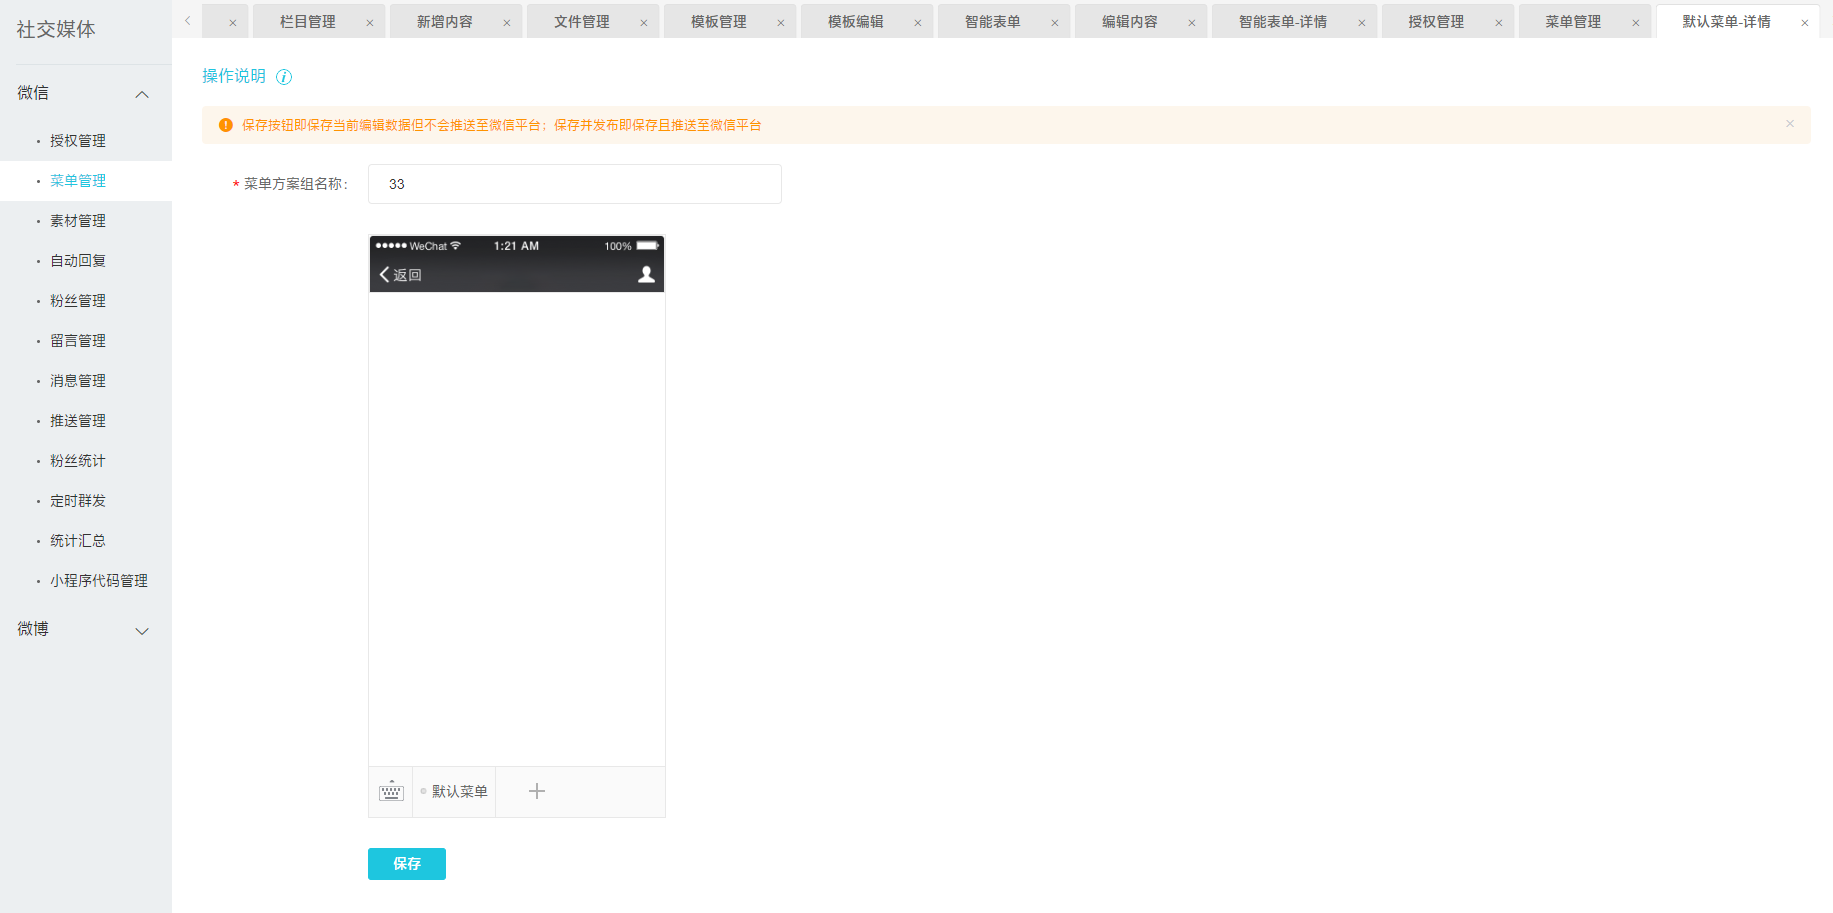 社交媒体
微信
授权管理
菜单管理
素材管理
自动回复
粉丝管理
留言管理
消息管理
推送管理
粉丝统计
定时群发
统计汇总
小程序代码管理
微博
栏目管理
新增内容
文件管理
模板管理
模板编辑
智能表单
编辑内容
智能表单-详情
授权管理
菜单管理
默认菜单-详情
操作说明
保存按钮即保存当前编辑数据但不会推送至微信平台；保存并发布即保存且推送至微信平台
* 菜单方案组名称： 33
WeChat 1:21 AM 100%
返回
默认菜单
保存